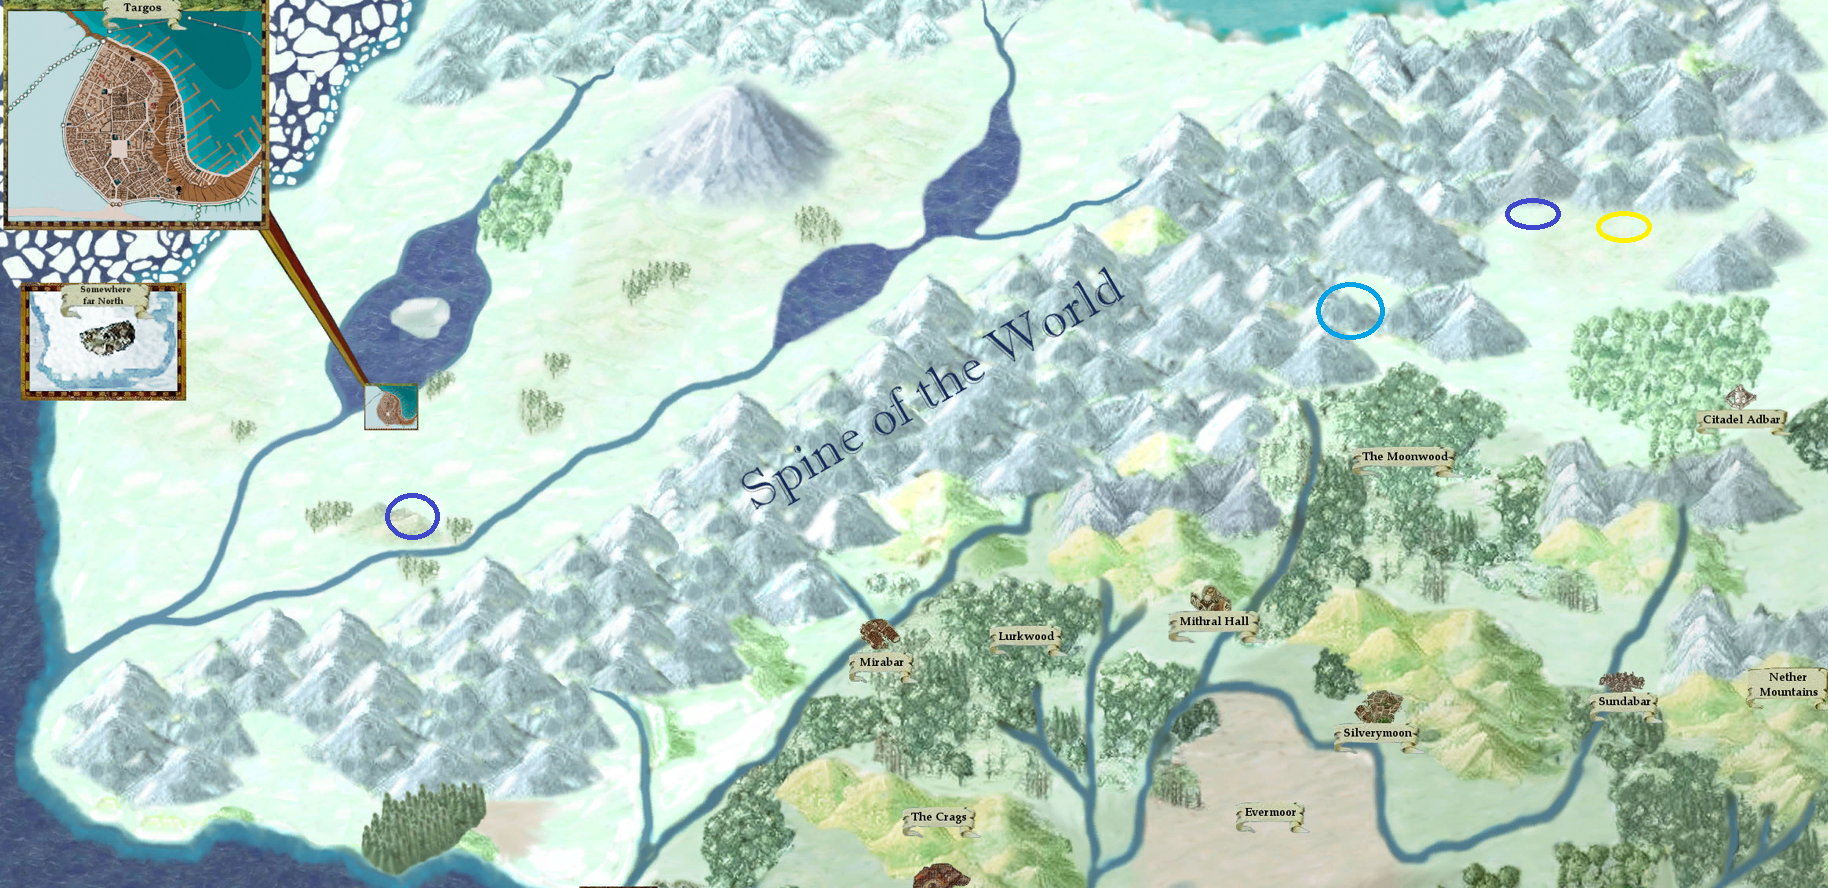 Targos
Somewhere
far North
Spine of the World
Citadel Adbar
The Moonwood
Mithral Hall
Lurkwood
Mirabar
Nether
Mountains
Sundabar
Silverymoon
Evermoor
The Crags